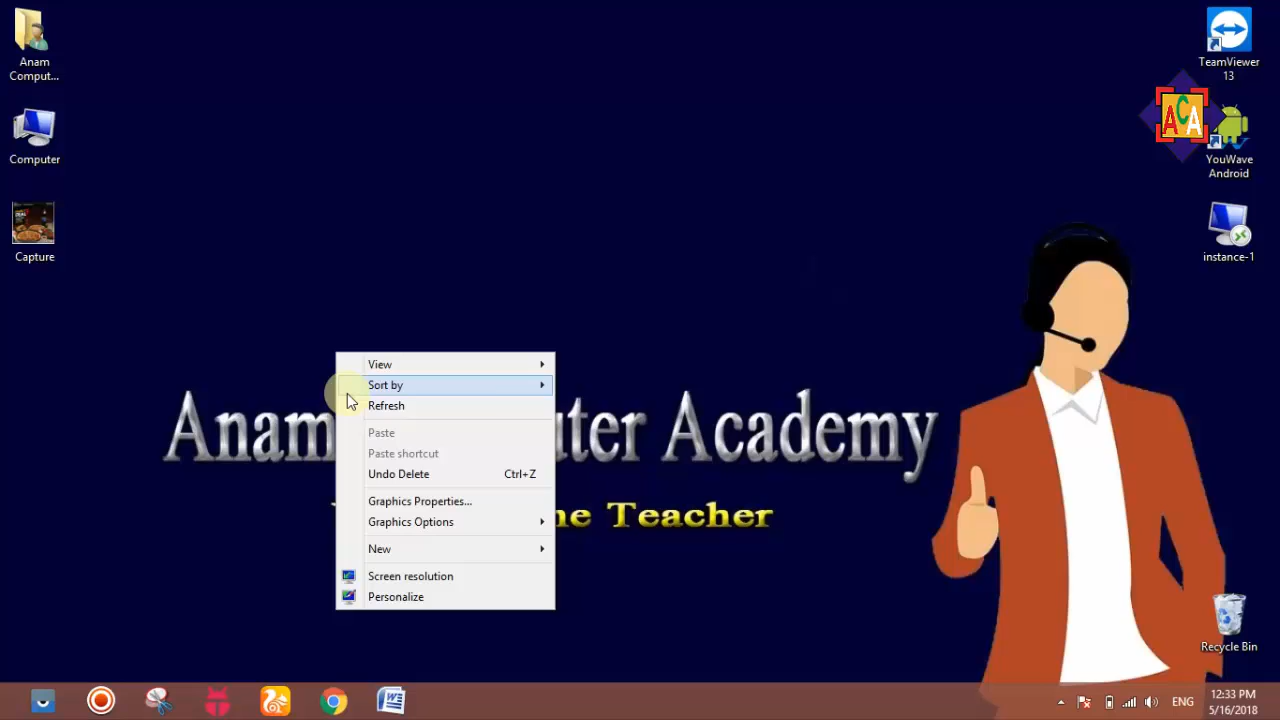 Anam
Comput...
Computer
Capture
TeamViewer
13
ACA
YouWave
Android
instance-1
View
Sort by
Refresh
Paste
Paste shortcut
Undo Delete Ctrl+Z
Graphics Properties...
Graphics Options
New
Screen resolution
Personalize
Anam uter Academy
ne Teacher
Recycle Bin
ENG
12:33 PM
5/16/2018